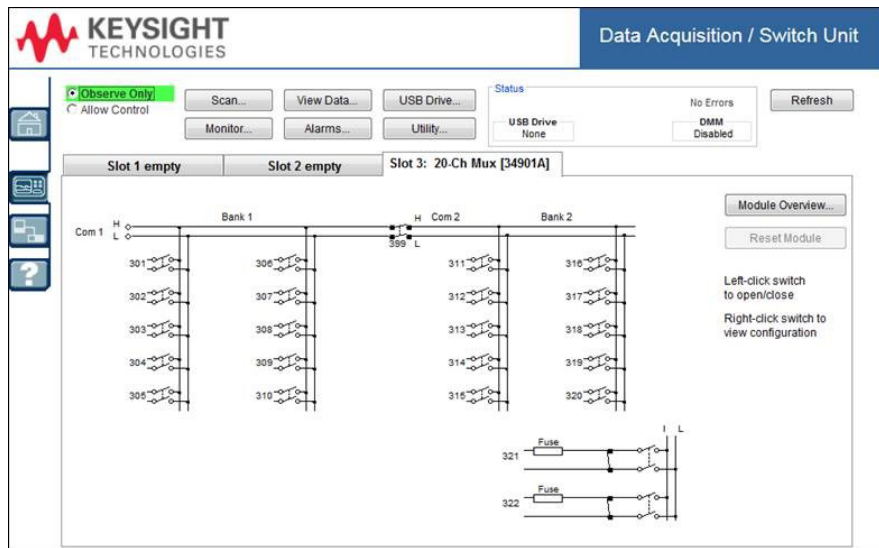 KEYSIGHT
TECHNOLOGIES
Data Acquisition / Switch Unit
Observe Only
Allow Control
Scan...
View Data...
USB Drive...
Monitor...
Alarms...
Utility...
Status
No Errors
USB Drive
None
DMM
Disabled
Refresh
Slot 1 empty
Slot 2 empty
Slot 3: 20-Ch Mux [34901A]
Module Overview...
Reset Module
Left-click switch
to open/close
Right-click switch to
view configuration
Com 1
H
L
Bank 1
H Com 2
399 L
Bank 2
301 306 311 316
302 307 312 317
303 308 313 318
304 309 314 319
305 310 315 320
I L
321 Fuse
322 Fuse
?